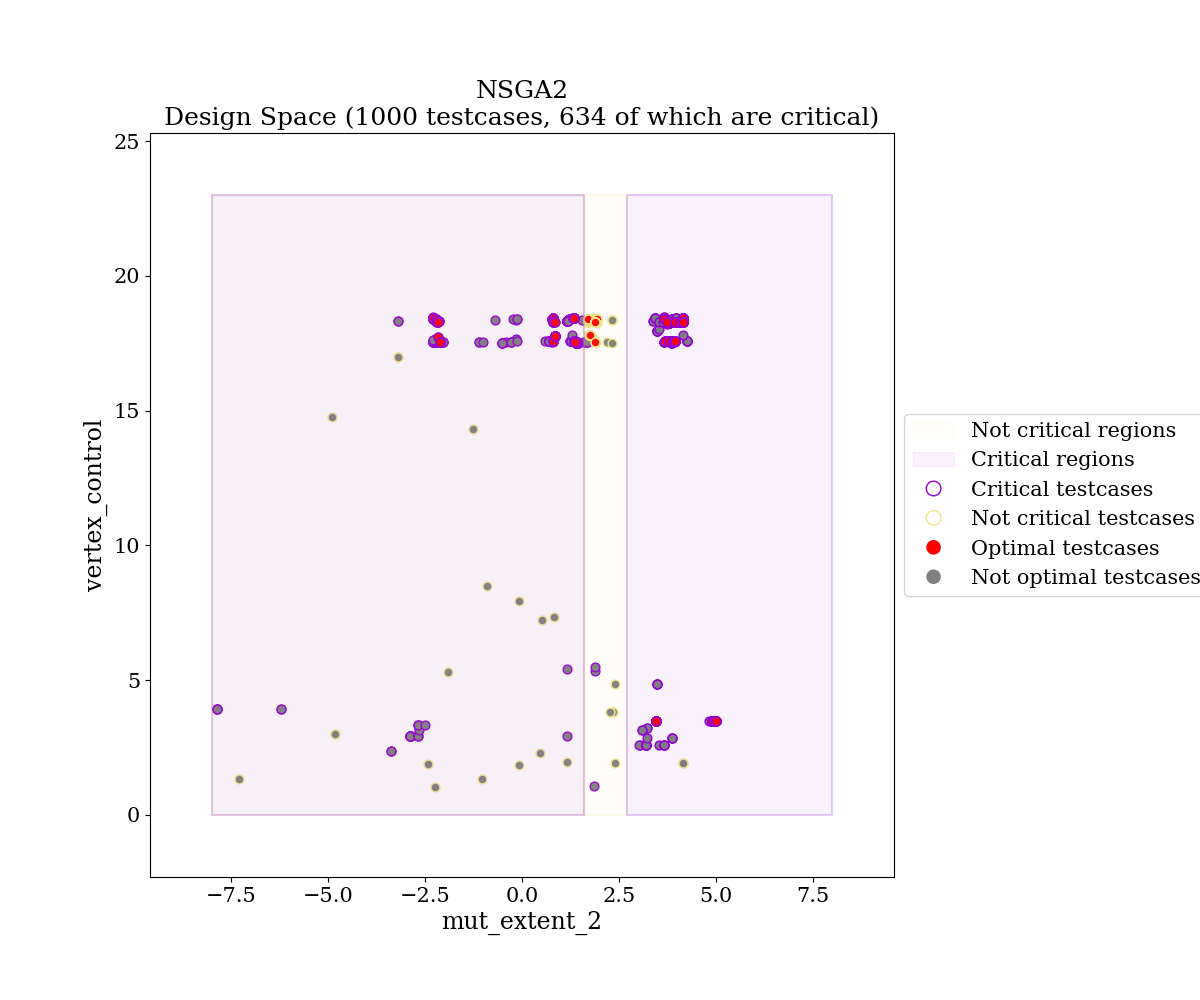 NSGA2
Design Space (1000 testcases, 634 of which are critical)
25
20
15
10
5
0
vertex_control
−7.5
−5.0
−2.5
0.0
2.5
5.0
7.5
mut_extent_2
Not critical regions
Critical regions
Critical testcases
Not critical testcases
Optimal testcases
Not optimal testcases